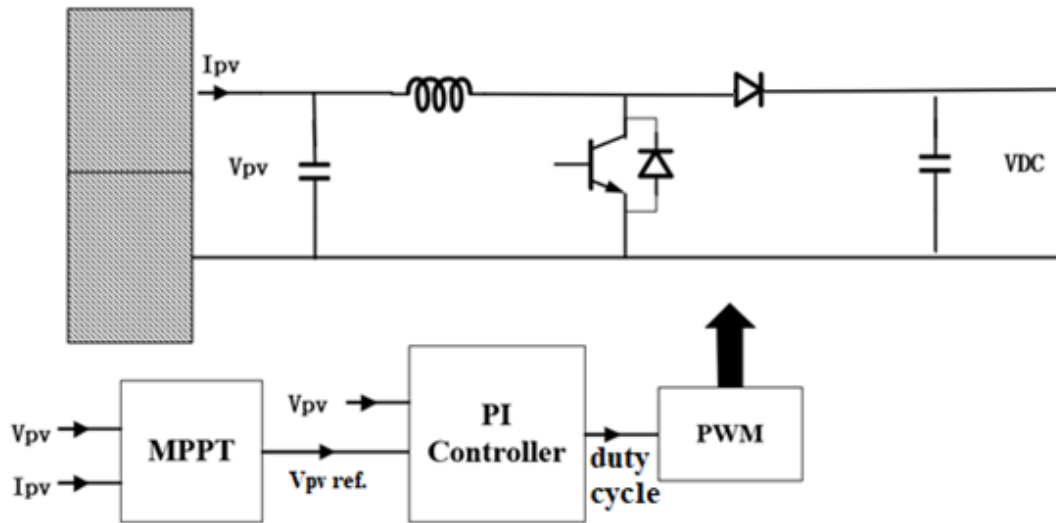 Ipv
Vpv
VDC
Vpv
Ipv
MPPT
Vpv ref.
Vpv
PI
Controller
duty
cycle
PWM